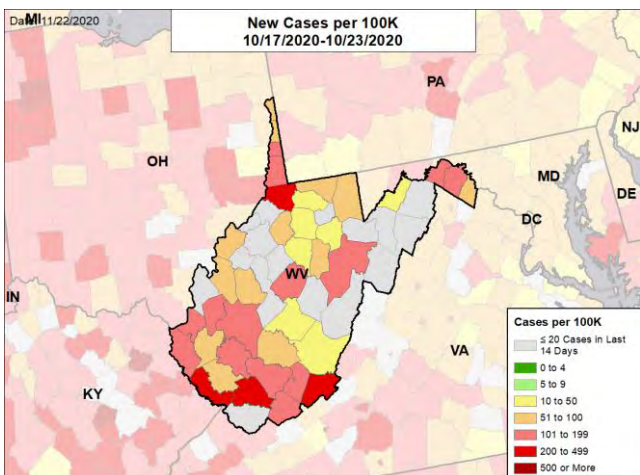 Date: 11/22/2020
New Cases per 100K
10/17/2020-10/23/2020
MI
PA
OH
NJ
MD
DE
DC
WV
IN
VA
KY
Cases per 100K
≤ 20 Cases in Last
14 Days
0 to 4
5 to 9
10 to 50
51 to 100
101 to 199
200 to 499
500 or More